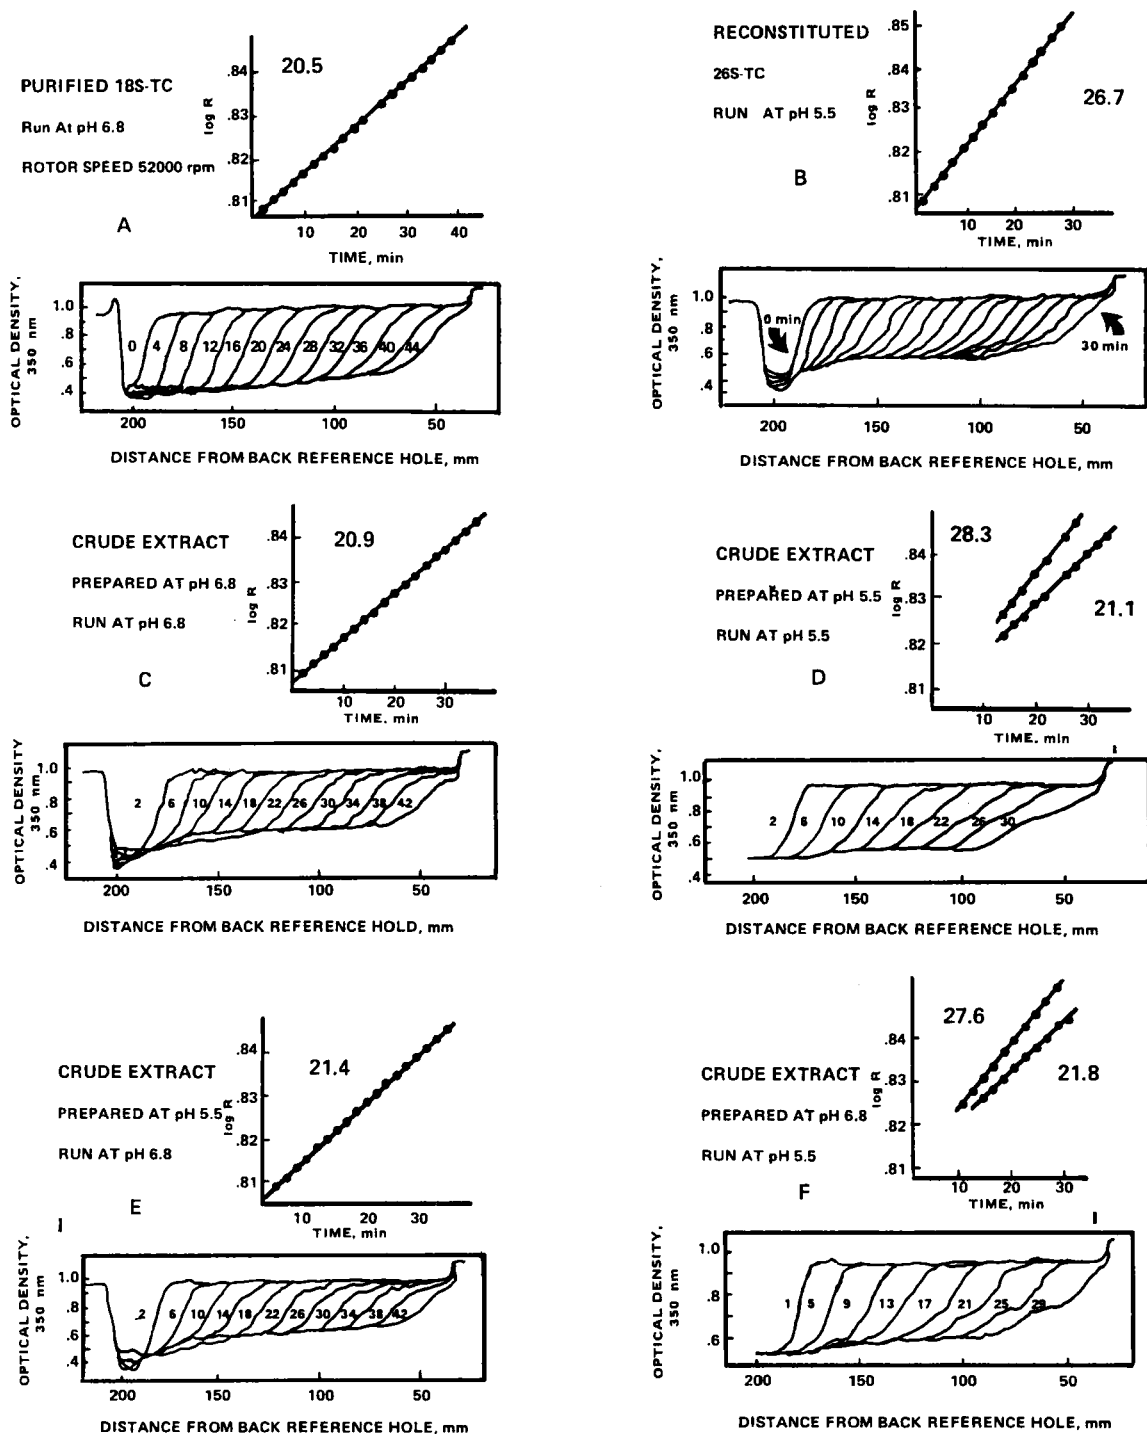 PURIFIED 18S-TC
Run At pH 6.8
ROTOR SPEED 52000 rpm
A
20.5
log R
.84
.83
.82
.81
10 20 30 40
TIME, min
OPTICAL DENSITY,
350 nm
1.0
.8
.6
.4
0 4 8 12 16 20 24 28 32 36 40 44
200 150 100 50
DISTANCE FROM BACK REFERENCE HOLE, mm
RECONSTITUTED
26S-TC
RUN AT pH 5.5
B
26.7
log R
.85
.84
.83
.82
.81
10 20 30
TIME, min
OPTICAL DENSITY,
350 nm
1.0
.8
.6
.4
0 min
30 min
200 150 100 50
DISTANCE FROM BACK REFERENCE HOLE, mm
CRUDE EXTRACT
PREPARED AT pH 6.8
RUN AT pH 6.8
C
20.9
log R
.84
.83
.82
.81
10 20 30
TIME. min
OPTICAL DENSITY
350 nm
1.0
.8
.6
.4
2 6 10 14 18 22 26 30 34 38 42
200 150 100 50
DISTANCE FROM BACK REFERENCE HOLD, mm
CRUDE EXTRACT
PREPARED AT pH 5.5
RUN AT pH 5.5
D
28.3
21.1
log R
.84
.83
.82
.81
10 20 30
TIME. min
OPTICAL DENSITY,
350 nm
1.0
.8
.6
.4
2 6 10 14 18 22 26 30
200 150 100 50
DISTANCE FROM BACK REFERENCE HOLE, mm
CRUDE EXTRACT
PREPARED AT pH 5.5
RUN AT pH 6.8
E
21.4
log R
.84
.83
.82
.81
10 20 30
TIME, min
OPTICAL DENSITY,
350 nm
1.0
.8
.6
.4
2 6 10 14 18 22 26 30 34 38 42
200 150 100 50
DISTANCE FROM BACK REFERENCE HOLE, mm
CRUDE EXTRACT
PREPARED AT pH 6.8
RUN AT pH 5.5
F
27.6
21.8
log R
.84
.83
.82
.81
10 20 30
TIME, min
OPTICAL DENSITY,
350 nm
1.0
.8
.6
1 5 9 13 17 21 25 29
200 150 100 50
DISTANCE FROM BACK REFERENCE HOLE, mm